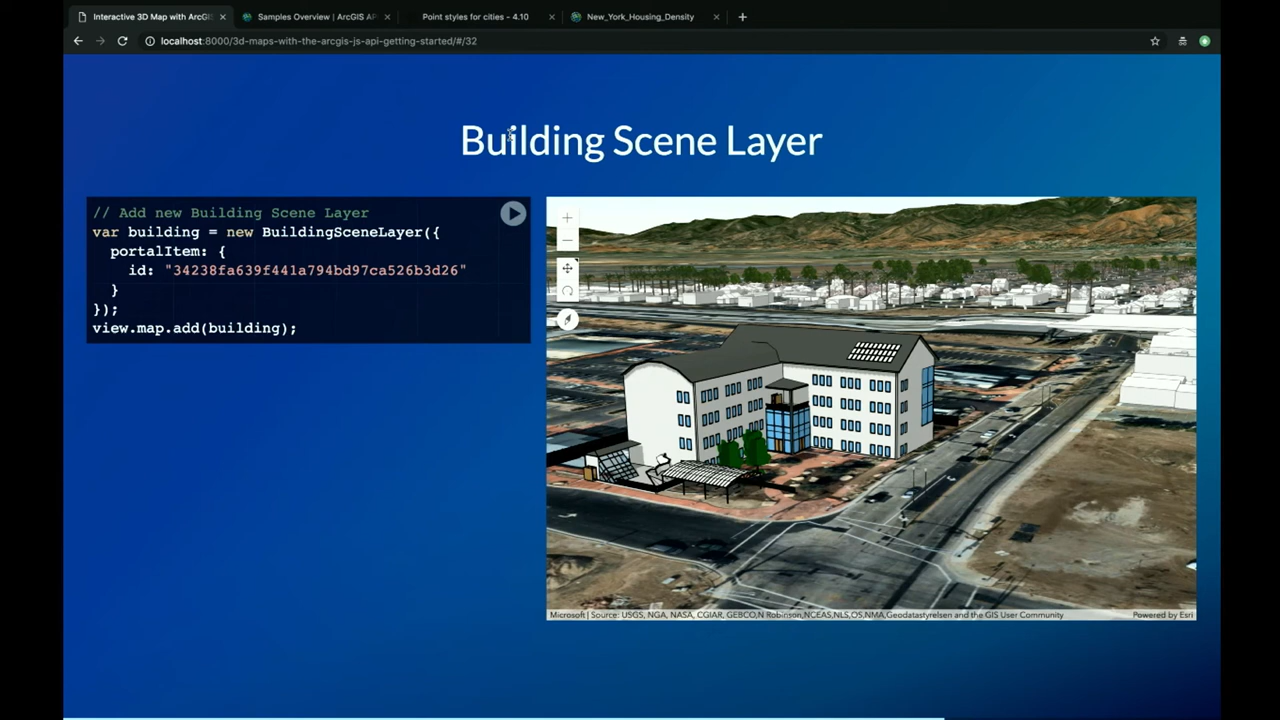 Interactive 3D Map with ArcGIS
Samples Overview | ArcGIS AP
Point styles for cities - 4.10
New_York_Housing_Density
localhost:8000/3d-maps-with-the-arcgis-js-api-getting-started/#/32
Building Scene Layer
// Add new Building Scene Layer
var building = new BuildingSceneLayer({
portalItem: {
id: "34238fa639f441a794bd97ca526b3d26"
}
});
view.map.add(building);
Microsoft | Source: USGS, NGA, NASA, CGIAR, GEBCO,N Robinson,NCEAS,NLS,OS,NMA,Geodatastyrelsen and the GIS User Community
Powered by Esri